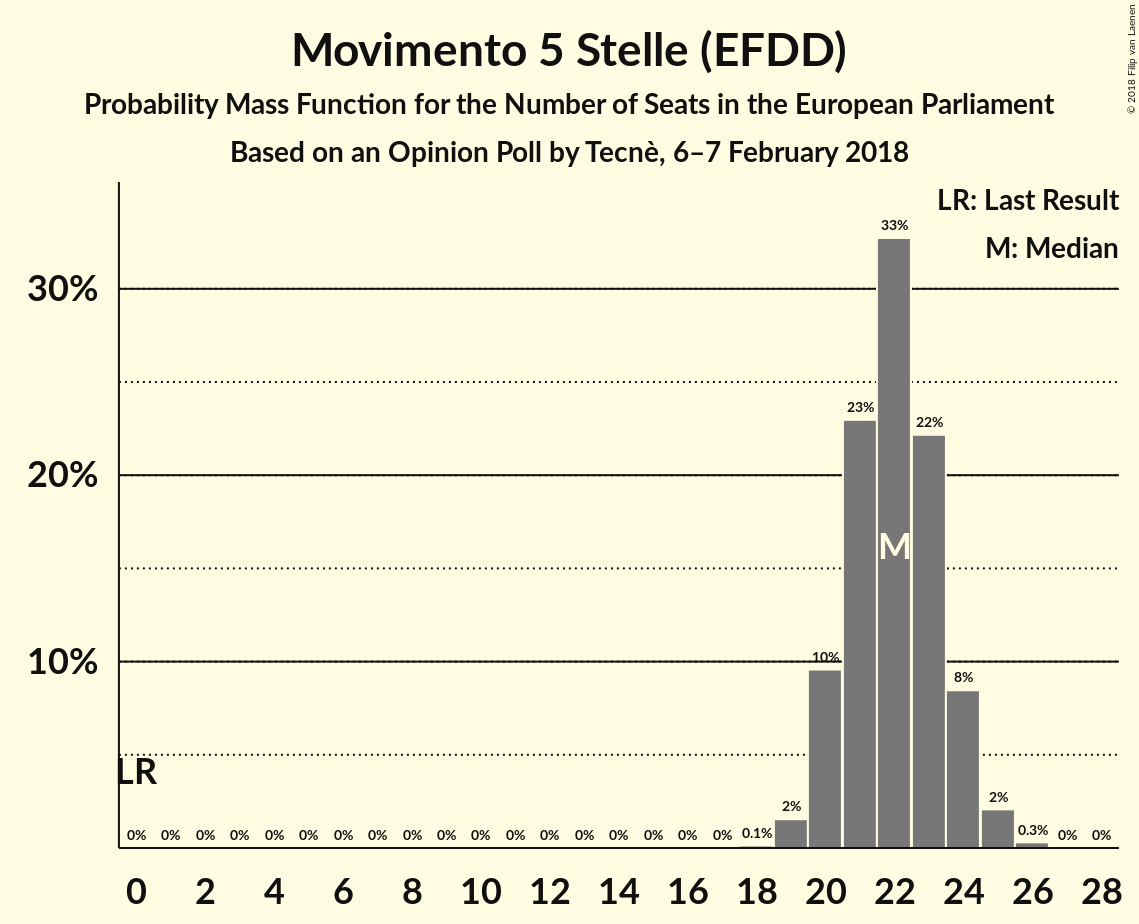 Movimento 5 Stelle (EFDD)
Probability Mass Function for the Number of Seats in the European Parliament
Based on an Opinion Poll by Tecnè, 6–7 February 2018
© 2018 Filip van Laenen
LR: Last Result
M: Median
30%
20%
10%
33%
23%
22%
M
10%
8%
LR
0% 0% 0% 0% 0% 0% 0% 0% 0% 0% 0% 0% 0% 0% 0% 0% 0% 0% 0.1% 2% 2% 0.3% 0% 0%
0 2 4 6 8 10 12 14 16 18 20 22 24 26 28